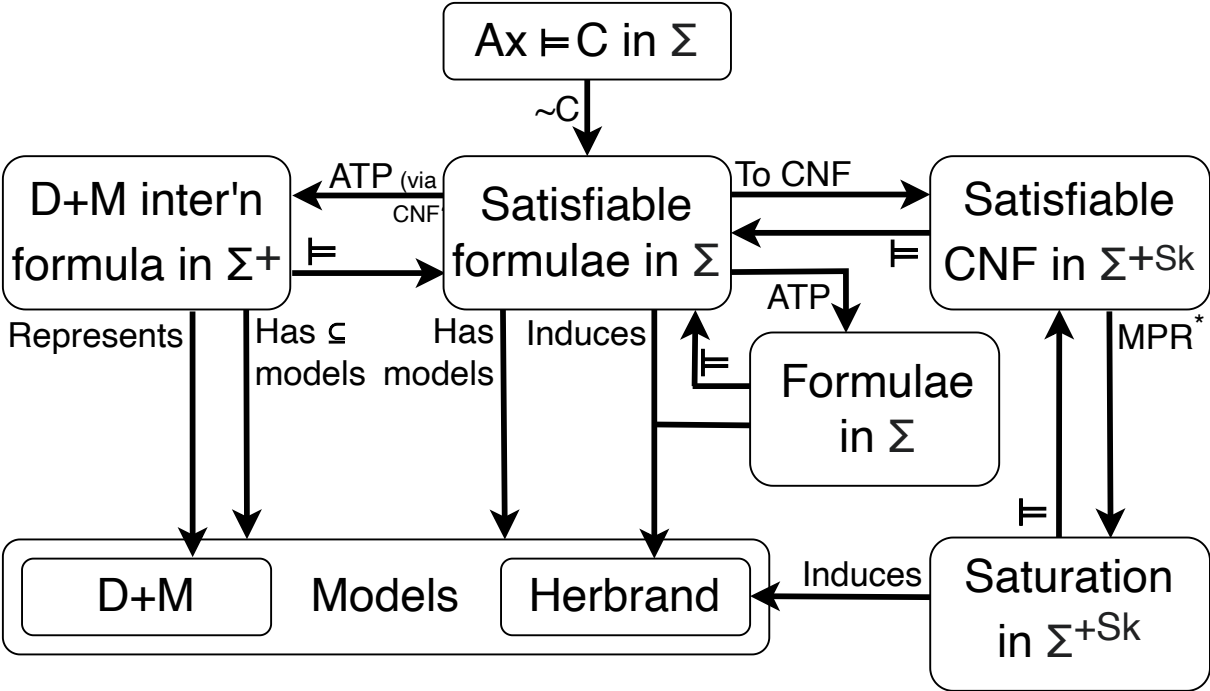 Ax ⊨ C in Σ
~C
D+M inter'n
formula in Σ+
ATP (via
CNF
⊨
Satisfiable
formulae in Σ
To CNF
⊨
Satisfiable
CNF in Σ+Sk
ATP
Represents
Has ⊆
models
Has
models
Induces
⊨
MPR*
Formulae
in Σ
⊨
D+M
Models
Herbrand
Induces
Saturation
in Σ+Sk